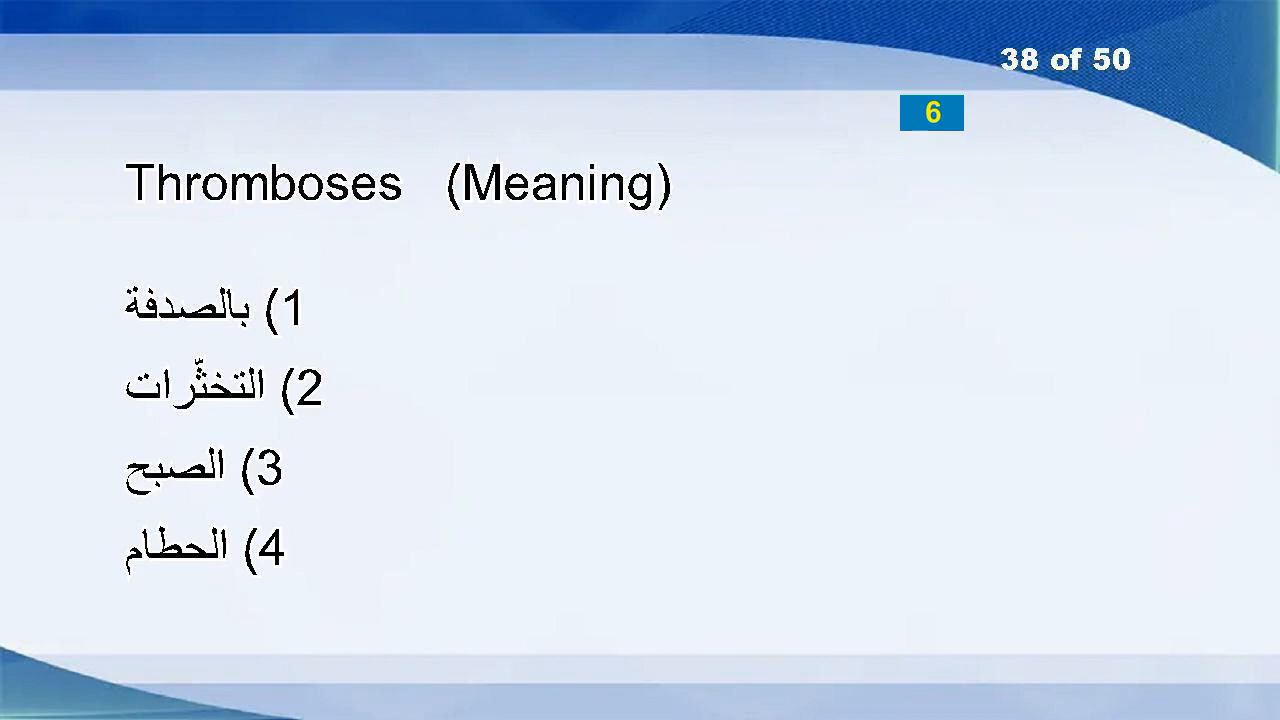 38 of 50
6
Thromboses (Meaning)
1) بالصدفة
2) التخثّرات
3) الصبح
4) الحطام